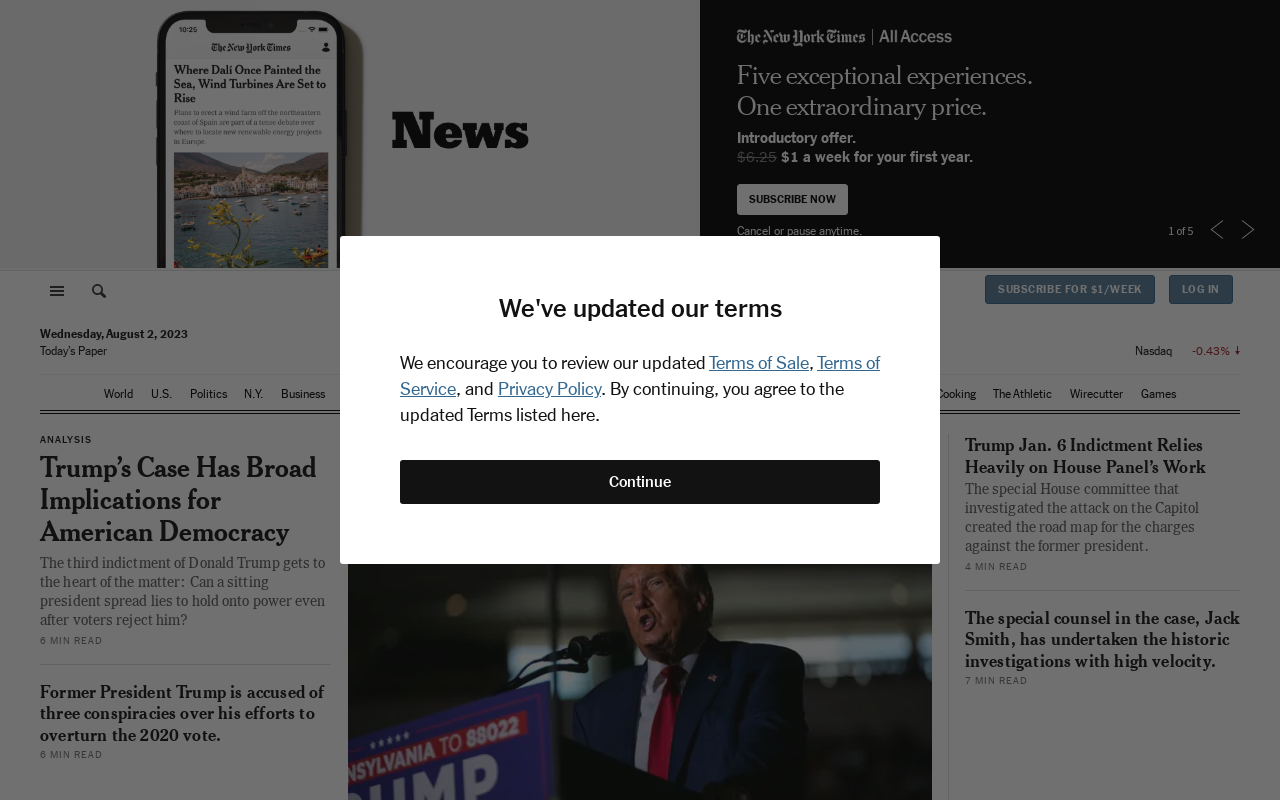 10:25
The New York Times
Where Dalí Once Painted the
Sea, Wind Turbines Are Set to
Rise
Plans to erect a wind farm off the northeastern
coast of Spain are part of a tense debate over
where to locate new renewable energy projects
in Europe.
News
The New York Times | All Access
Five exceptional experiences.
One extraordinary price.
Introductory offer.
$6.25 $1 a week for your first year.
SUBSCRIBE NOW
Cancel or pause anytime.
1 of 5
We've updated our terms
We encourage you to review our updated Terms of Sale, Terms of
Service, and Privacy Policy. By continuing, you agree to the
updated Terms listed here.
Continue
SUBSCRIBE FOR $1/WEEK
LOG IN
Wednesday, August 2, 2023
Today's Paper
Nasdaq -0.43%
World U.S. Politics N.Y. Business Cooking The Athletic Wirecutter Games
ANALYSIS
Trump's Case Has Broad
Implications for
American Democracy
The third indictment of Donald Trump gets to
the heart of the matter: Can a sitting
president spread lies to hold onto power even
after voters reject him?
6 MIN READ
Former President Trump is accused of
three conspiracies over his efforts to
overturn the 2020 vote.
6 MIN READ
NSYLVANIA TO 88022
UMP
Trump Jan. 6 Indictment Relies
Heavily on House Panel's Work
The special House committee that
investigated the attack on the Capitol
created the road map for the charges
against the former president.
4 MIN READ
The special counsel in the case, Jack
Smith, has undertaken the historic
investigations with high velocity.
7 MIN READ